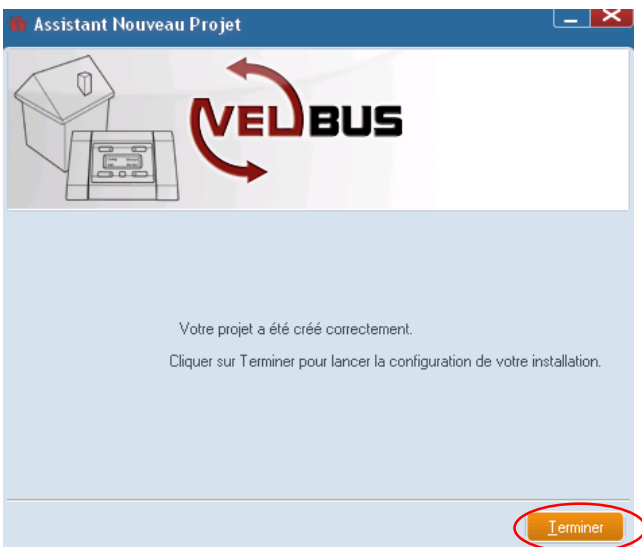 Assistant Nouveau Projet
VELBUS
Votre projet a été créé correctement.
Cliquer sur Terminer pour lancer la configuration de votre installation.
Terminer